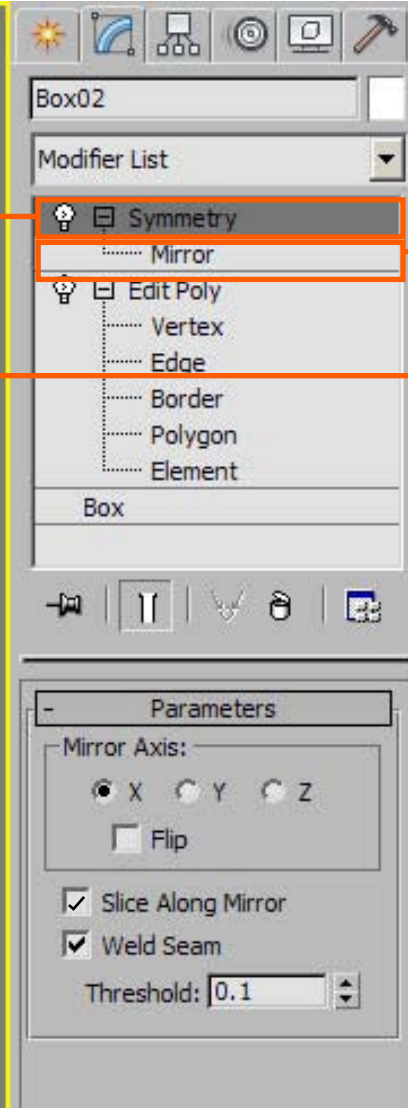 Box02
Modifier List
Symmetry
Mirror
Edit Poly
Vertex
Edge
Border
Polygon
Element
Box
- Parameters
Mirror Axis:
X Y Z
Flip
Slice Along Mirror
Weld Seam
Threshold: 0.1